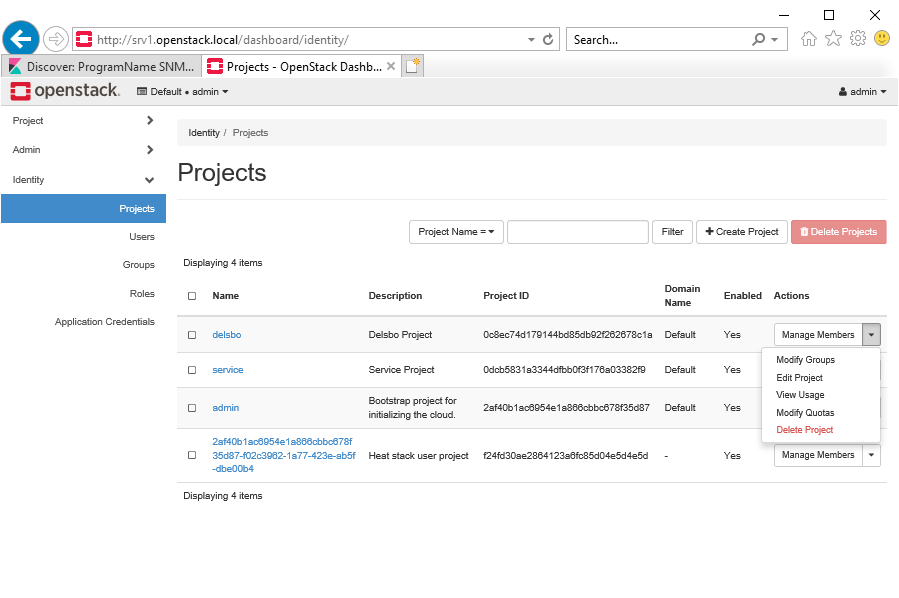 http://srv1.openstack.local/dashboard/identity/
Search...
Discover: ProgramName SNM...
Projects - OpenStack Dashb...
openstack.
Default • admin
admin
Project
Admin
Identity
Projects
Users
Groups
Roles
Application Credentials
Identity / Projects
Projects
Project Name =
Filter
Create Project
Delete Projects
Displaying 4 items
Name Description Project ID Domain Name Enabled Actions
delsbo Delsbo Project 0c8ec74d179144bd85db92f262678c1a Default Yes Manage Members
Modify Groups
Edit Project
View Usage
Modify Quotas
Delete Project
service Service Project 0dcb5831a3344dfbb0f3f176a03382f9 Default Yes
admin Bootstrap project for
initializing the cloud. 2af40b1ac6954e1a866cbbc678f35d87 Default Yes
2af40b1ac6954e1a866cbbc678f
35d87-f02c3962-1a77-423e-ab5f
-dbe00b4 Heat stack user project f24fd30ae2864123a6fc85d04e5d4e5d - Yes Manage Members
Displaying 4 items